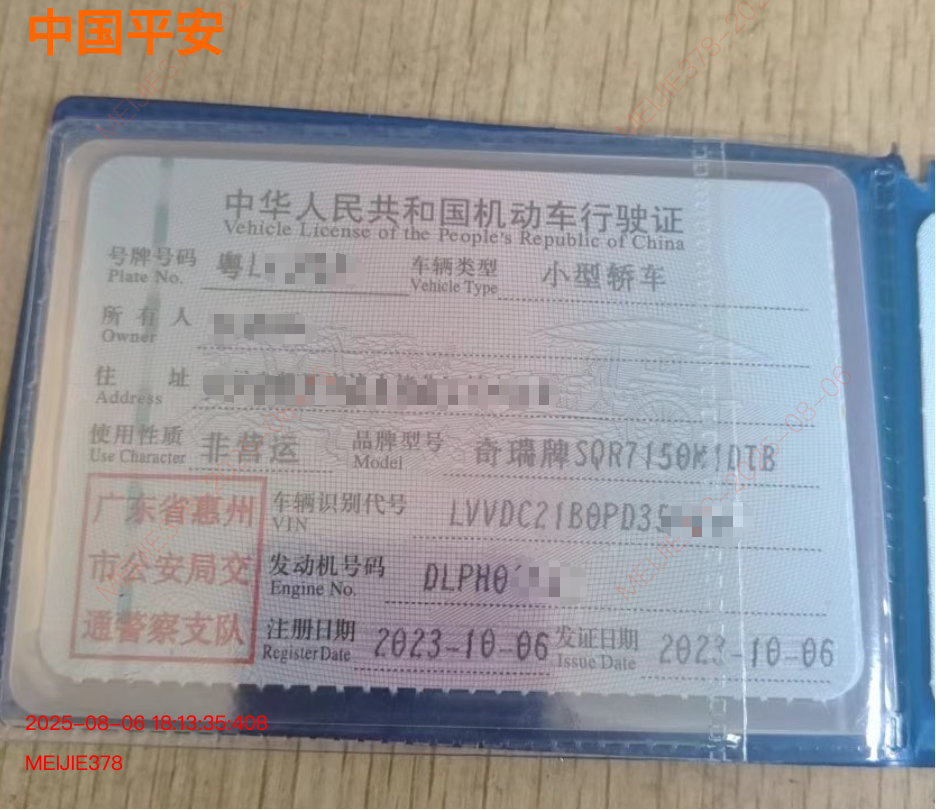 中国平安
中华人民共和国机动车行驶证
Vehicle License of the People's Republic of China
号牌号码 粤L 车辆类型 小型轿车
Plate No. Vehicle Type
所有人
Owner
住址
Address
使用性质 非营运 品牌型号 奇瑞牌SQR7150M1DTB
Use Character Model
广东省惠州 车辆识别代号 LVVDC21B0PD35
VIN
市公安局交 发动机号码 DLPH0
Engine No.
通警察支队 注册日期 2023-10-06 发证日期 2023-10-06
Register Date Issue Date
2025-08-06 18:13:35:408
MEIJIE378